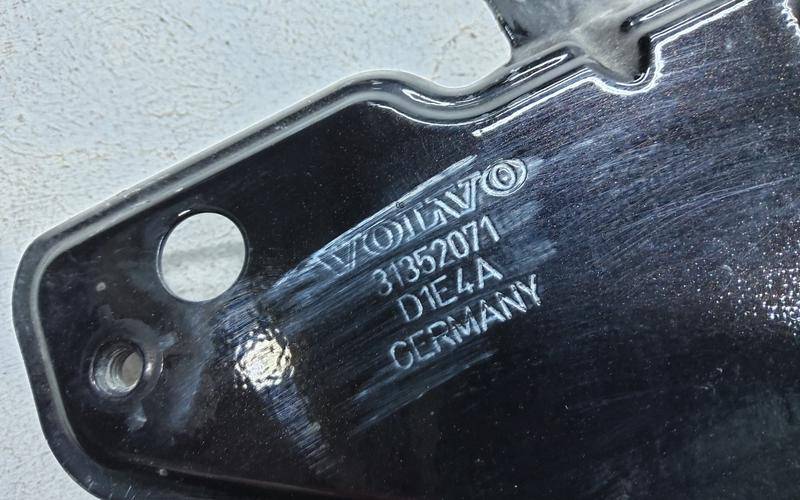 VOLVO
31352071
D1E4A
GERMANY